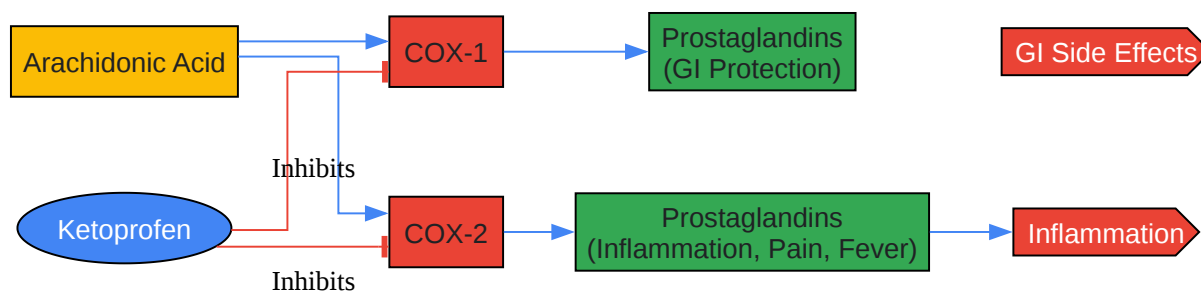 Arachidonic Acid
COX-1
Prostaglandins
(GI Protection)
GI Side Effects
Inhibits
Ketoprofen
COX-2
Prostaglandins
(Inflammation, Pain, Fever)
Inflammation
Inhibits